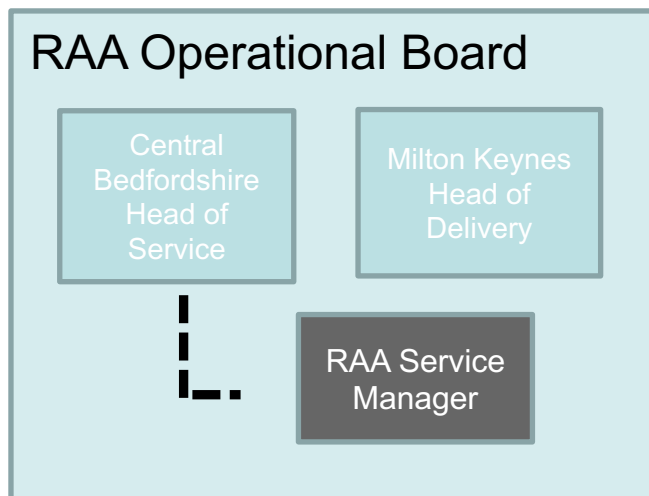 RAA Operational Board
Central
Bedfordshire
Head of
Service
Milton Keynes
Head of
Delivery
RAA Service
Manager